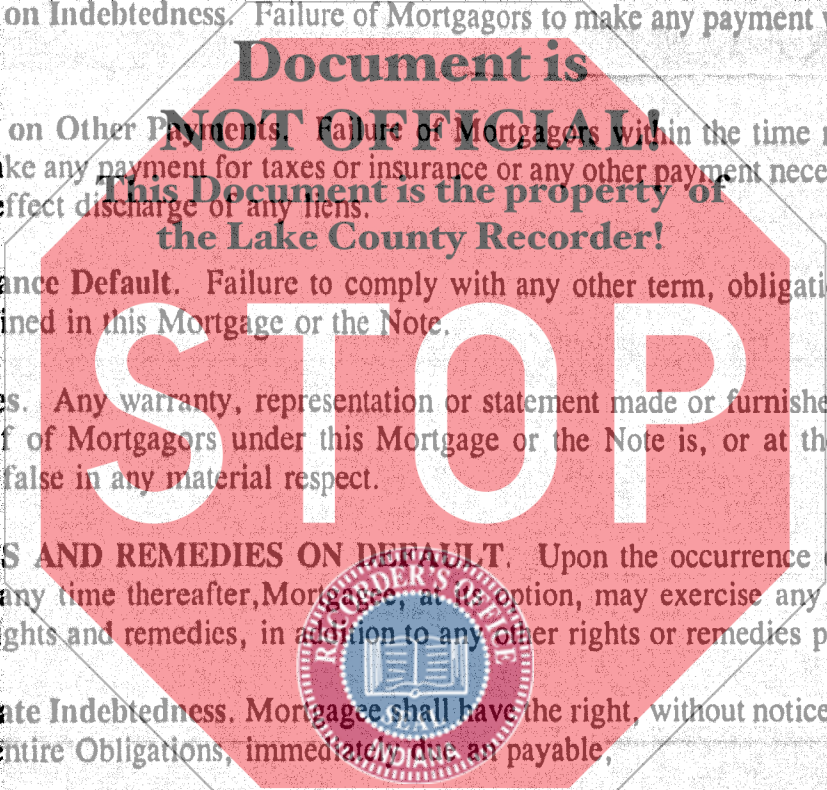 on Indebtedness. Failure of Mortgagors to make any payment
Document is
NOT OFFICIAL!
on Other Payments. Failure of Mortgagors within the time
ke any payment for taxes or insurance or any other payment nece
This Document is the property of
effect discharge of any liens.
the Lake County Recorder!
ance Default. Failure to comply with any other term, obligati
ined in this Mortgage or the Note.
STOP
es. Any warranty, representation or statement made or furnishe
f of Mortgagors under this Mortgage or the Note is, or at th
false in any material respect.
S AND REMEDIES ON DEFAULT. Upon the occurrence
any time thereafter,Mortgagee, at its option, may exercise any
ghts and remedies, in addition to any other rights or remedies p
RECORDER'S OFFICE
SEAL
INDIANA
ate Indebtedness. Mortgagee shall have the right, without notice
entire Obligations, immediately due an payable,